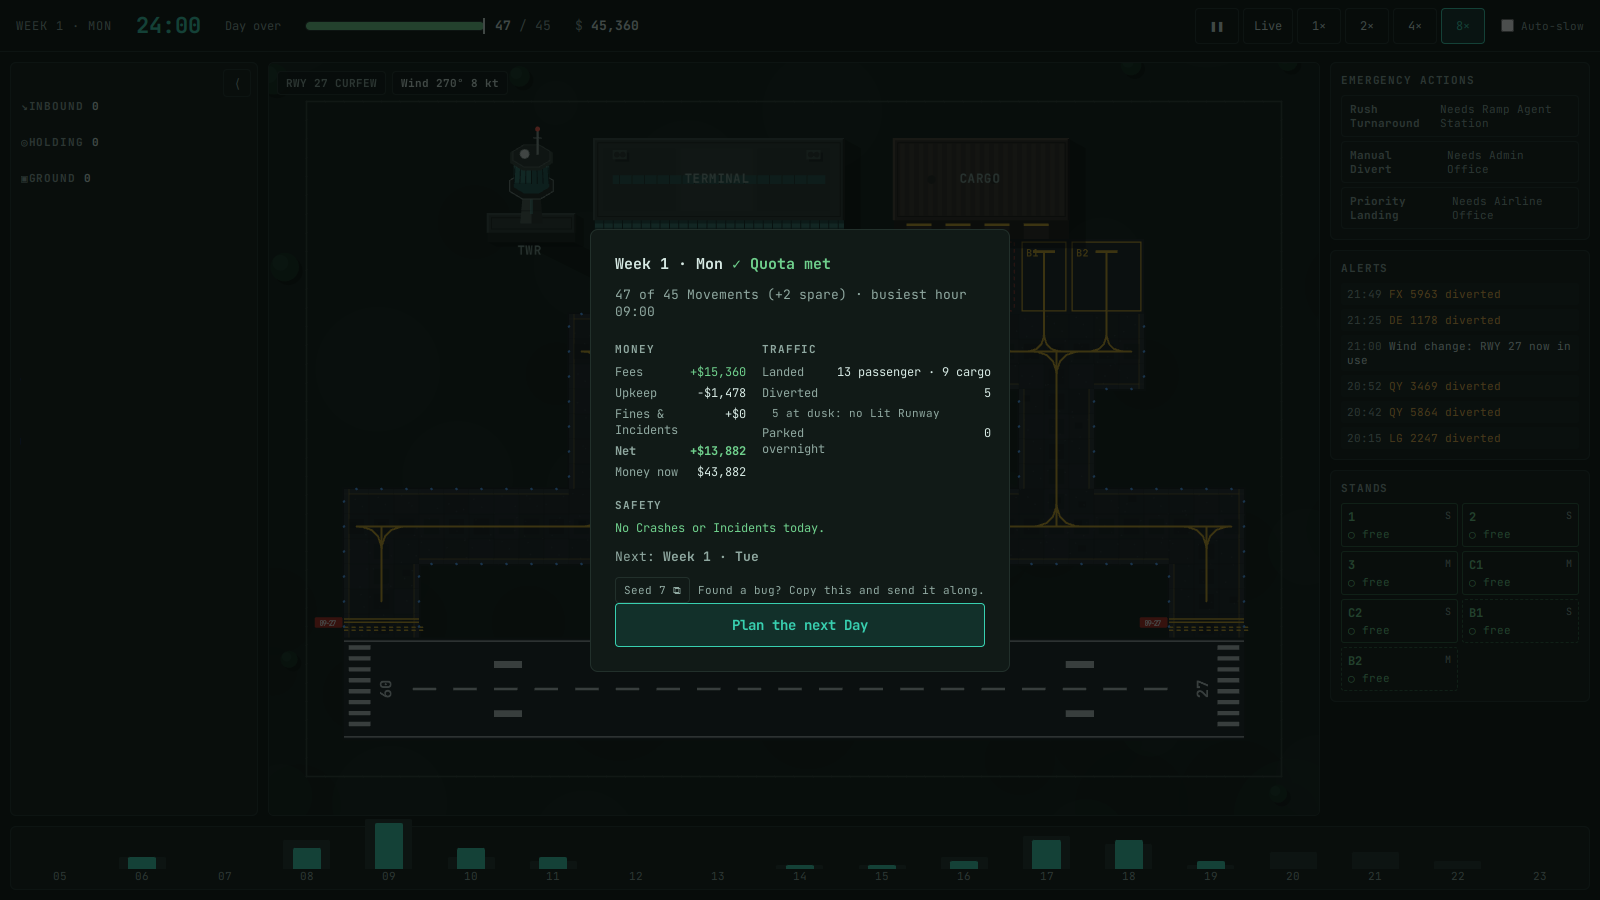 WEEK 1 · MON 24:00 Day over 47 / 45 $ 45,360
Live 1× 2× 4× 8× Auto-slow
INBOUND 0
HOLDING 0
GROUND 0
RWY 27 CURFEW Wind 270° 8 kt
TERMINAL
CARGO
TWR
B1 B2
09-27
09-27
09
27
Week 1 · Mon ✓ Quota met
47 of 45 Movements (+2 spare) · busiest hour
09:00
MONEY
Fees +$15,360
Upkeep -$1,478
Fines & +$0
Incidents
Net +$13,882
Money now $43,882
TRAFFIC
Landed 13 passenger · 9 cargo
Diverted 5
5 at dusk: no Lit Runway
Parked 0
overnight
SAFETY
No Crashes or Incidents today.
Next: Week 1 · Tue
Seed 7 Found a bug? Copy this and send it along.
Plan the next Day
EMERGENCY ACTIONS
Rush Needs Ramp Agent
Turnaround Station
Manual Needs Admin
Divert Office
Priority Needs Airline
Landing Office
ALERTS
21:49 FX 5963 diverted
21:25 DE 1178 diverted
21:00 Wind change: RWY 27 now in
use
20:52 QY 3469 diverted
20:42 QY 5864 diverted
20:15 LG 2247 diverted
STANDS
1 S 2 S
free free
3 M C1 M
free free
C2 S B1 S
free free
B2 M
free
05 06 07 08 09 10 11 12 13 14 15 16 17 18 19 20 21 22 23